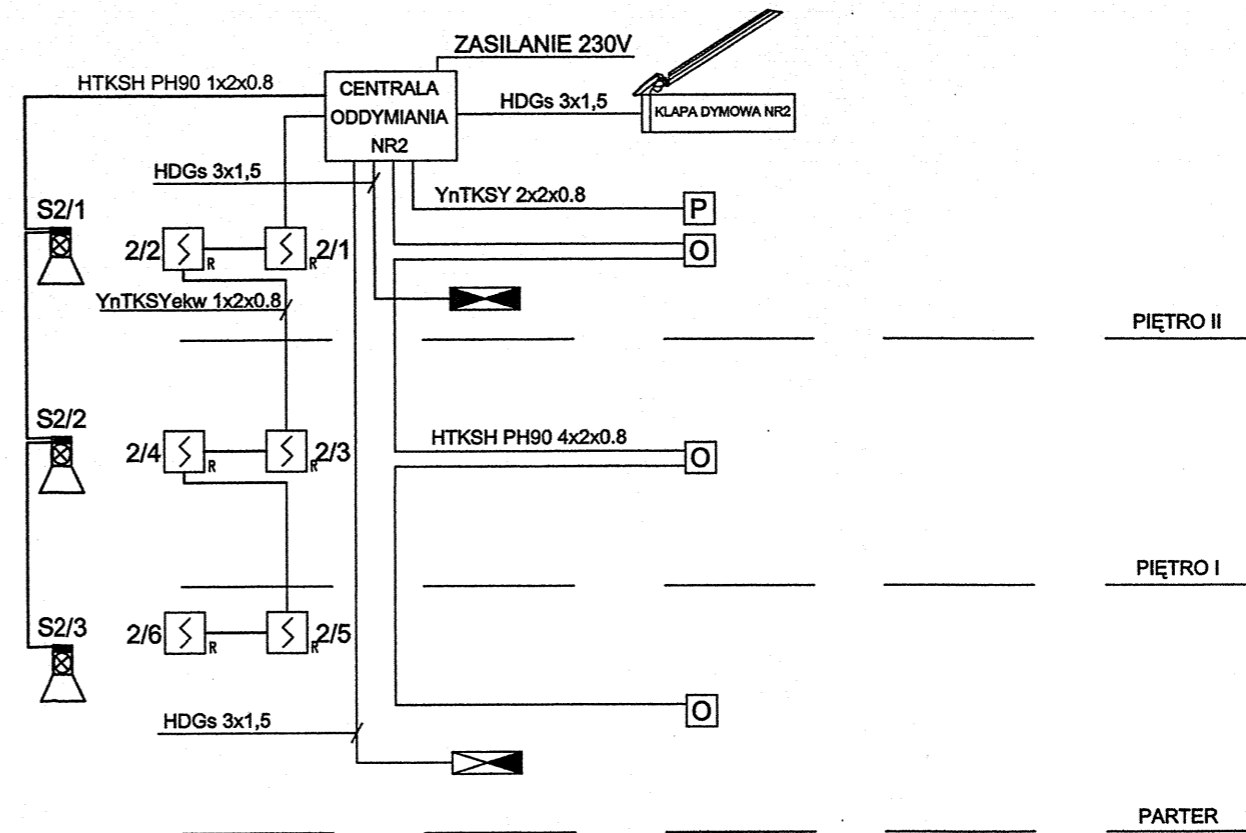 ZASILANIE 230V
HTKSH PH90 1x2x0.8
CENTRALA
ODDYMIANIA
NR2
HDGs 3x1,5
KLAPA DYMOWA NR2
HDGs 3x1,5
YnTKSY 2x2x0.8
P
S2/1
2/2
R
R
2/1
O
YnTKSYekw 1x2x0.8
PIĘTRO II
S2/2
2/4
R
R
2/3
HTKSH PH90 4x2x0.8
O
PIĘTRO I
S2/3
2/6
R
R
2/5
HDGs 3x1,5
O
PARTER